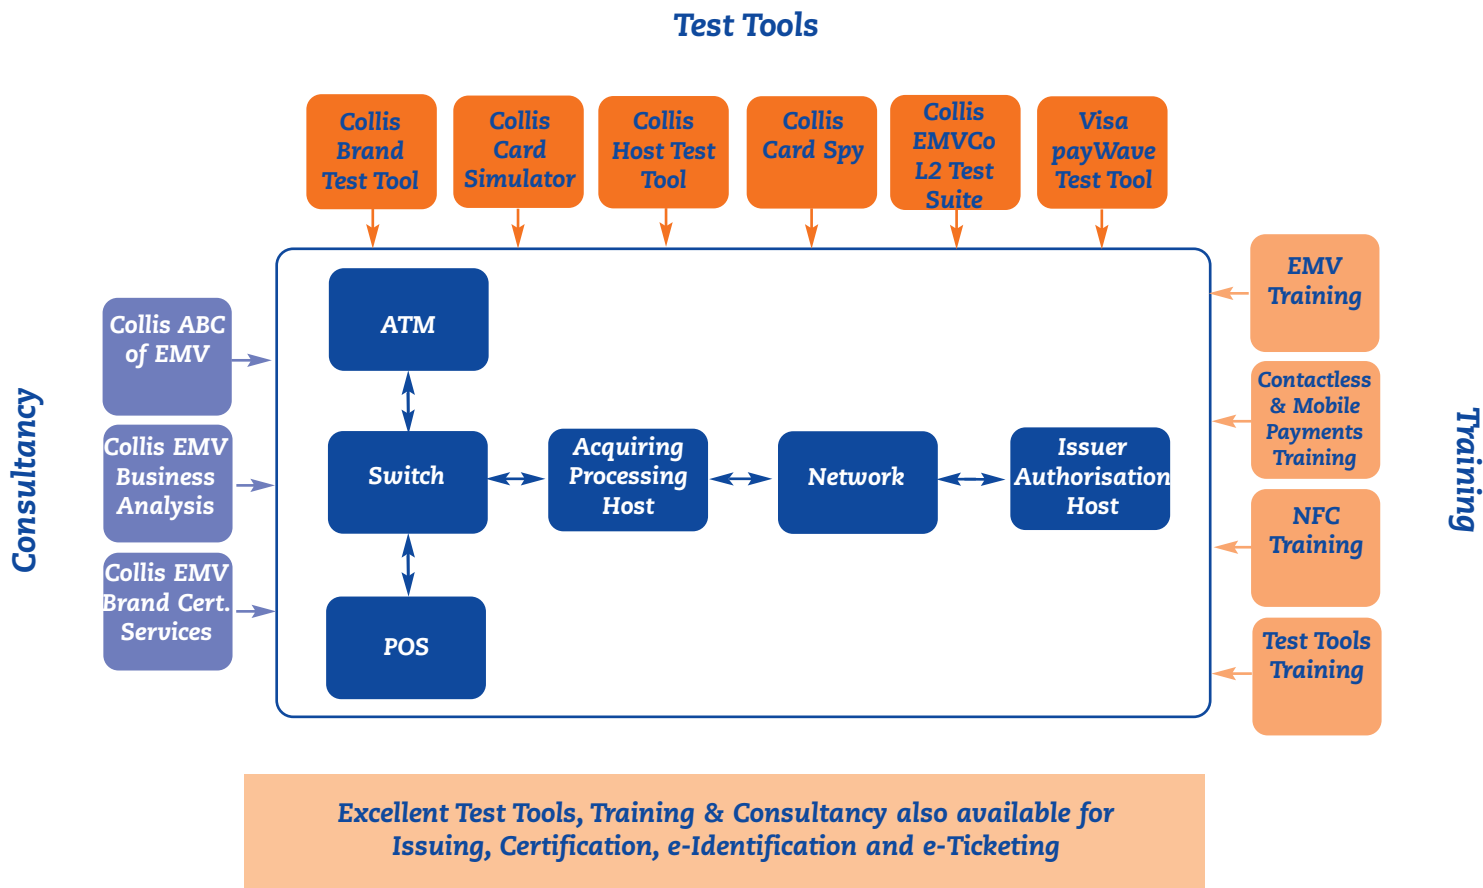 Test Tools
Collis
Brand
Test Tool
Collis
Card
Simulator
Collis
Host Test
Tool
Collis
Card Spy
Collis
EMVCo
L2 Test
Suite
Visa
payWave
Test Tool
Consultancy
Collis ABC
of EMV
Collis EMV
Business
Analysis
Collis EMV
Brand Cert.
Services
ATM
Switch
Acquiring
Processing
Host
Network
Issuer
Authorisation
Host
POS
EMV
Training
Contactless
& Mobile
Payments
Training
NFC
Training
Test Tools
Training
Training
Excellent Test Tools, Training & Consultancy also available for
Issuing, Certification, e-Identification and e-Ticketing